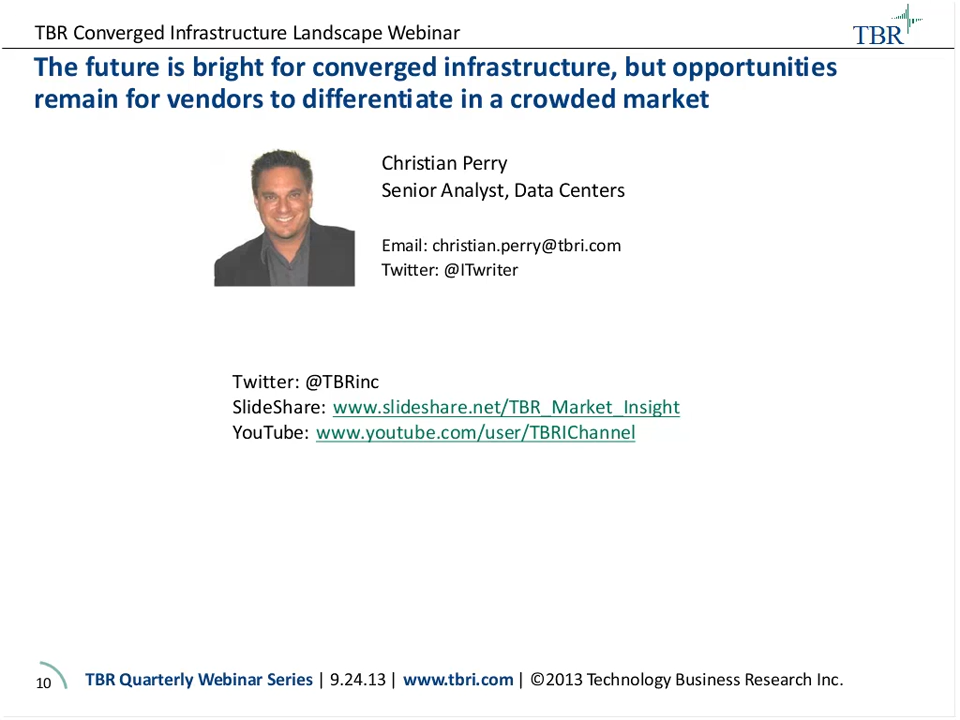 TBR Converged Infrastructure Landscape Webinar
TBR
The future is bright for converged infrastructure, but opportunities
remain for vendors to differentiate in a crowded market
Christian Perry
Senior Analyst, Data Centers
Email: christian.perry@tbri.com
Twitter: @ITwriter
Twitter: @TBRinc
SlideShare: www.slideshare.net/TBR_Market_Insight
YouTube: www.youtube.com/user/TBRIChannel
10 TBR Quarterly Webinar Series | 9.24.13 | www.tbri.com | ©2013 Technology Business Research Inc.